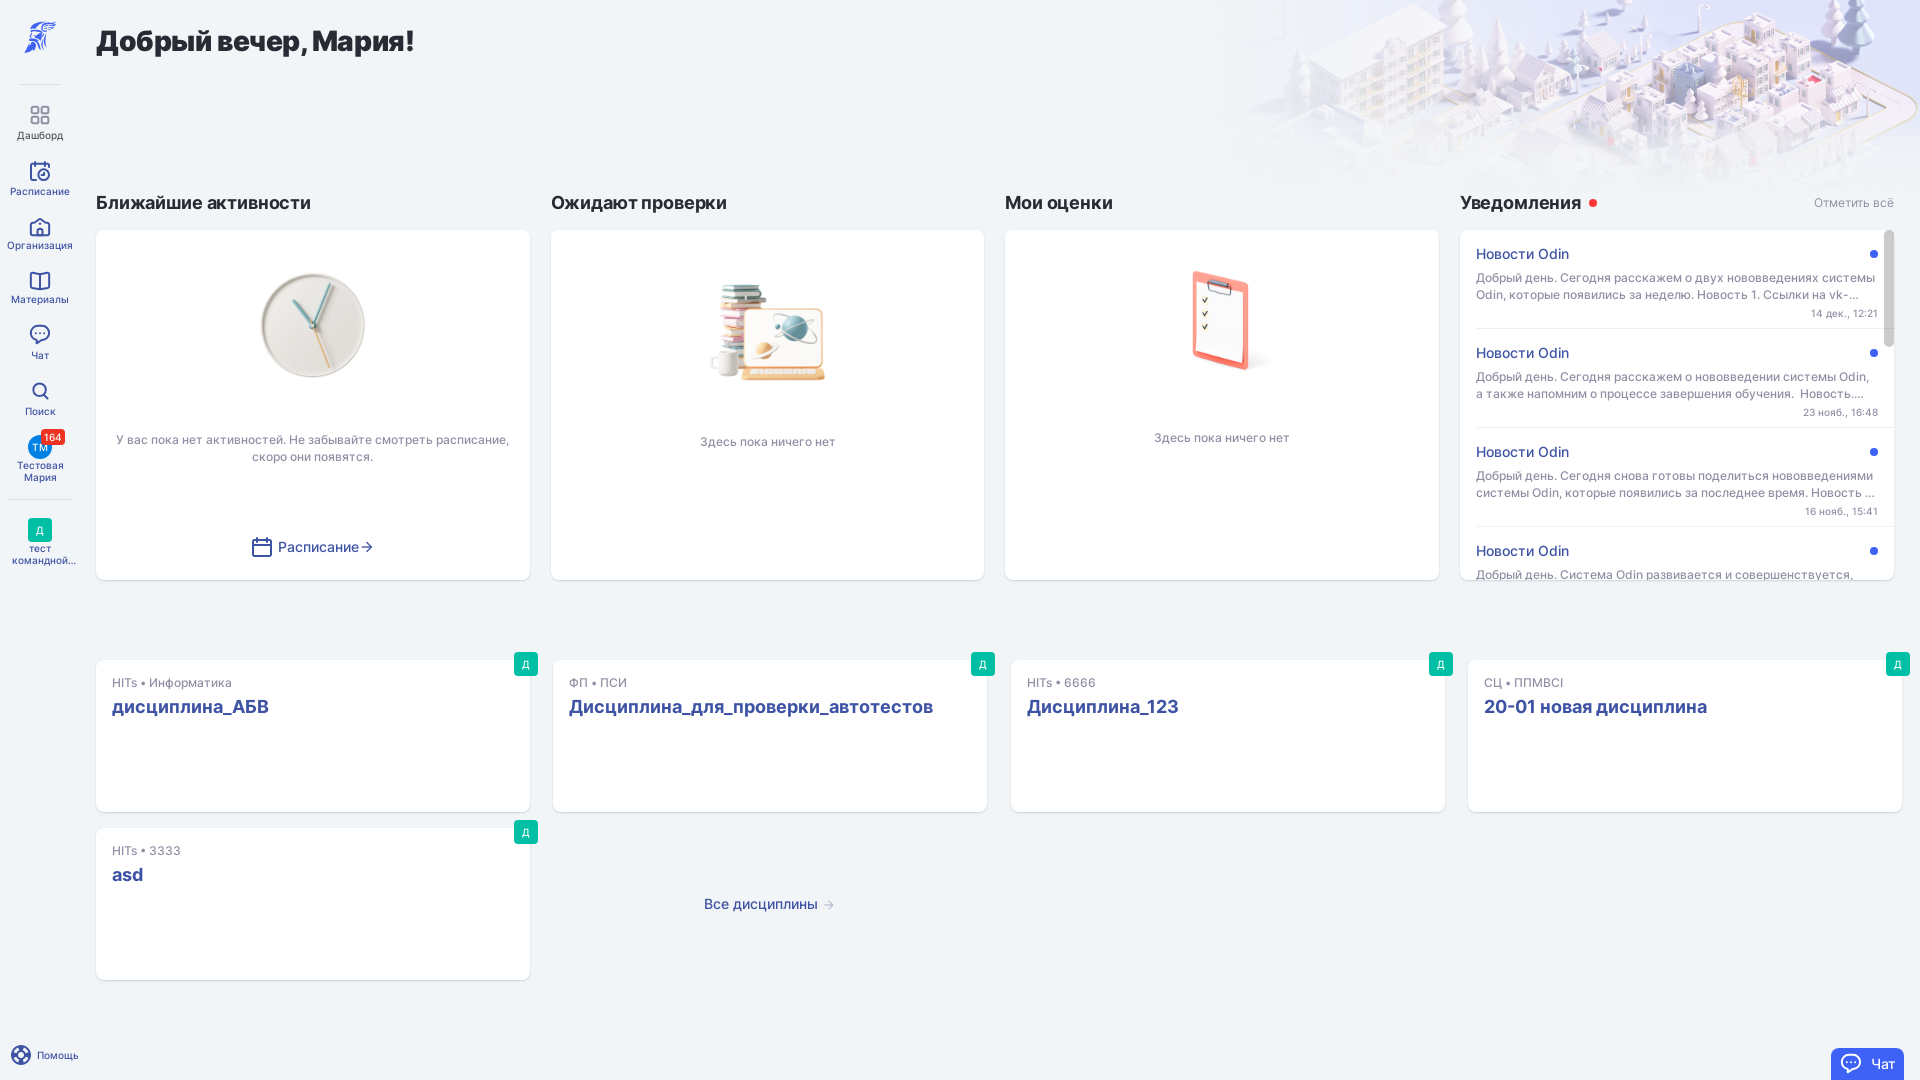 Добрый вечер, Мария!
Дашборд
Расписание
Организация
Материалы
Чат
Поиск
164
ТМ
Тестовая
Мария
Д
тест
командной...
Помощь
Ближайшие активности
У вас пока нет активностей. Не забывайте смотреть расписание,
скоро они появятся.
Расписание
Ожидают проверки
Здесь пока ничего нет
Мои оценки
Здесь пока ничего нет
Уведомления
Отметить всё
Новости Odin
Добрый день. Сегодня расскажем о двух нововведениях системы
Odin, которые появились за неделю. Новость 1. Ссылки на vk-...
14 дек., 12:21
Новости Odin
Добрый день. Сегодня расскажем о нововведении системы Odin,
а также напомним о процессе завершения обучения. Новость....
23 нояб., 16:48
Новости Odin
Добрый день. Сегодня снова готовы поделиться нововведениями
системы Odin, которые появились за последнее время. Новость ...
16 нояб., 15:41
Новости Odin
Добрый день. Система Odin развивается и совершенствуется,
Д
HITs • Информатика
дисциплина_АБВ
Д
ФП • ПСИ
Дисциплина_для_проверки_автотестов
Д
HITs • 6666
Дисциплина_123
Д
СЦ • ППМВСІ
20-01 новая дисциплина
Д
HITs • 3333
asd
Все дисциплины
Чат